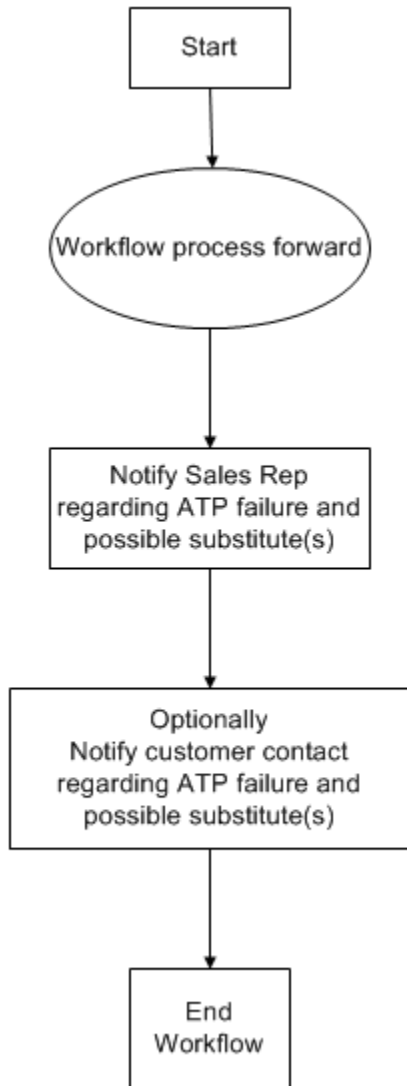 Start
Workflow process forward
Notify Sales Rep
regarding ATP failure and
possible substitute(s)
Optionally
Notify customer contact
regarding ATP failure and
possible substitute(s)
End
Workflow